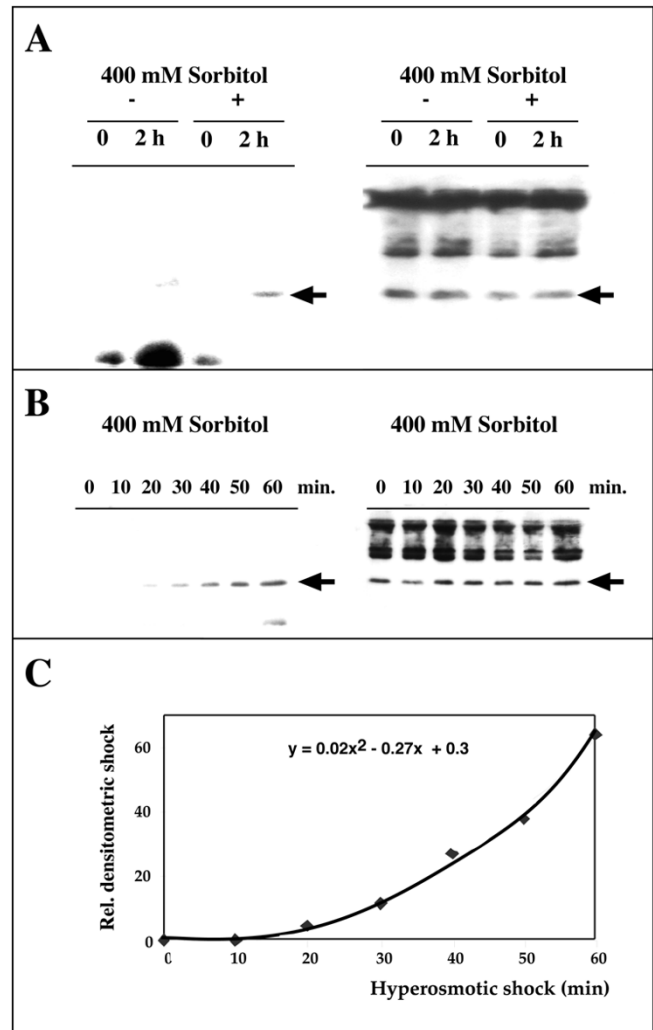 A
400 mM Sorbitol 400 mM Sorbitol
- + - +
0 2 h 0 2 h 0 2 h 0 2 h
B
400 mM Sorbitol 400 mM Sorbitol
0 10 20 30 40 50 60 min. 0 10 20 30 40 50 60 min.
C
y = 0.02x² - 0.27x + 0.3
Rel. densitometric shock
60
40
20
0
0 10 20 30 40 50 60
Hyperosmotic shock (min)